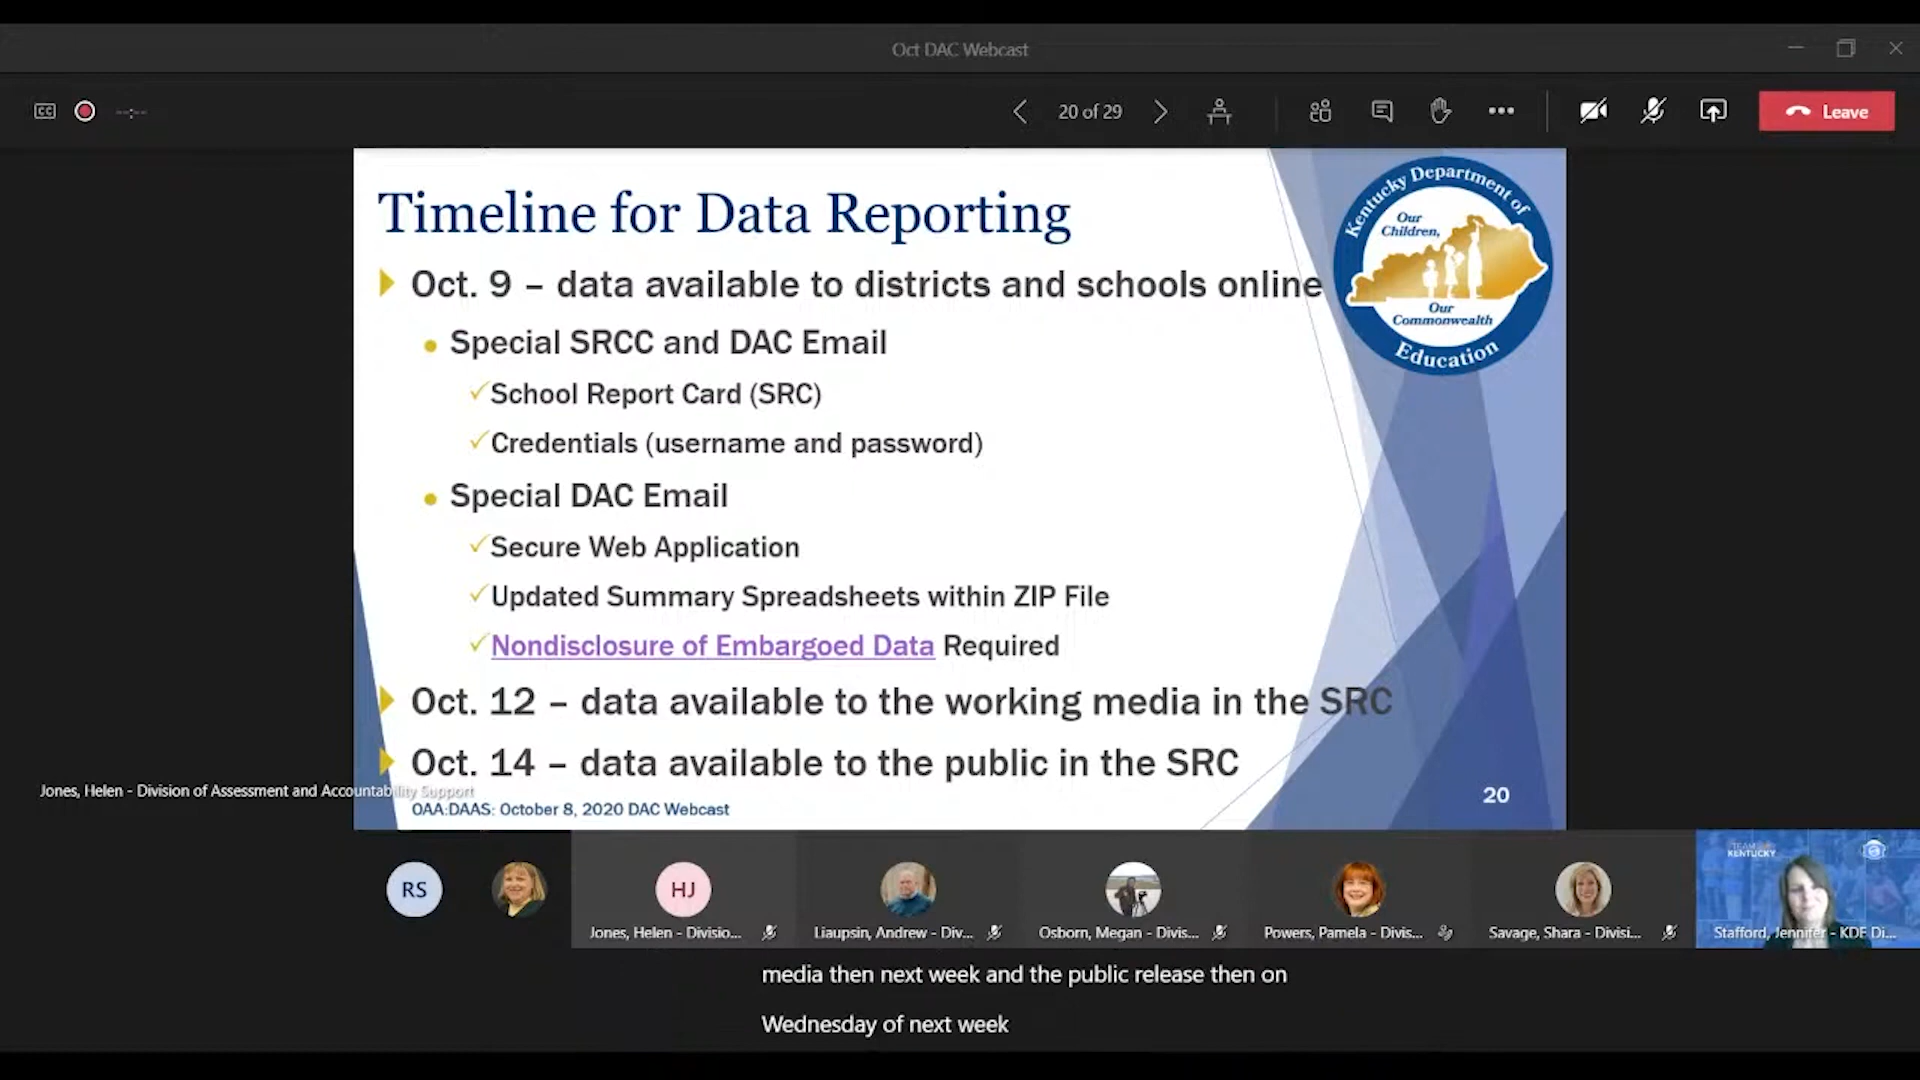 Oct DAC Webcast
CC
--:--
20 of 29
Leave
Timeline for Data Reporting
Kentucky Department of
Education
Our
Children,
Our
Commonwealth
Oct. 9 – data available to districts and schools online
Special SRCC and DAC Email
School Report Card (SRC)
Credentials (username and password)
Special DAC Email
Secure Web Application
Updated Summary Spreadsheets within ZIP File
Nondisclosure of Embargoed Data Required
Oct. 12 – data available to the working media in the SRC
Oct. 14 – data available to the public in the SRC
Jones, Helen - Division of Assessment and Accountability Support
OAA:DAAS: October 8, 2020 DAC Webcast
20
RS
HJ
TEAM
KENTUCKY
Jones, Helen - Divisio...
Liaupsin, Andrew - Div...
Osborn, Megan - Divis...
Powers, Pamela - Divis...
Savage, Shara - Divisi...
Stafford, Jennifer - KDE Di...
media then next week and the public release then on
Wednesday of next week